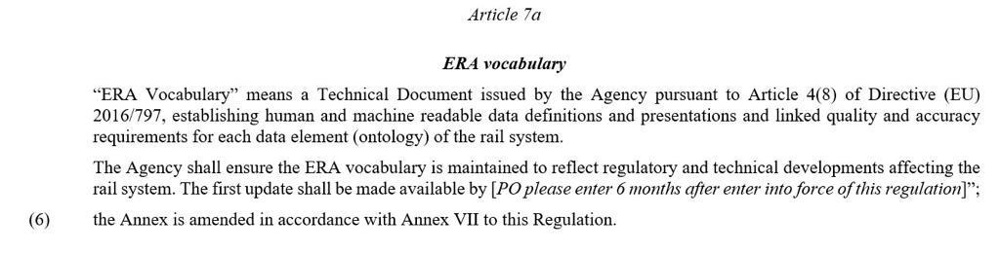 Article 7a
ERA vocabulary
“ERA Vocabulary” means a Technical Document issued by the Agency pursuant to Article 4(8) of Directive (EU)
2016/797, establishing human and machine readable data definitions and presentations and linked quality and accuracy
requirements for each data element (ontology) of the rail system.
The Agency shall ensure the ERA vocabulary is maintained to reflect regulatory and technical developments affecting the
rail system. The first update shall be made available by [PO please enter 6 months after enter into force of this regulation]”;
(6) the Annex is amended in accordance with Annex VII to this Regulation.